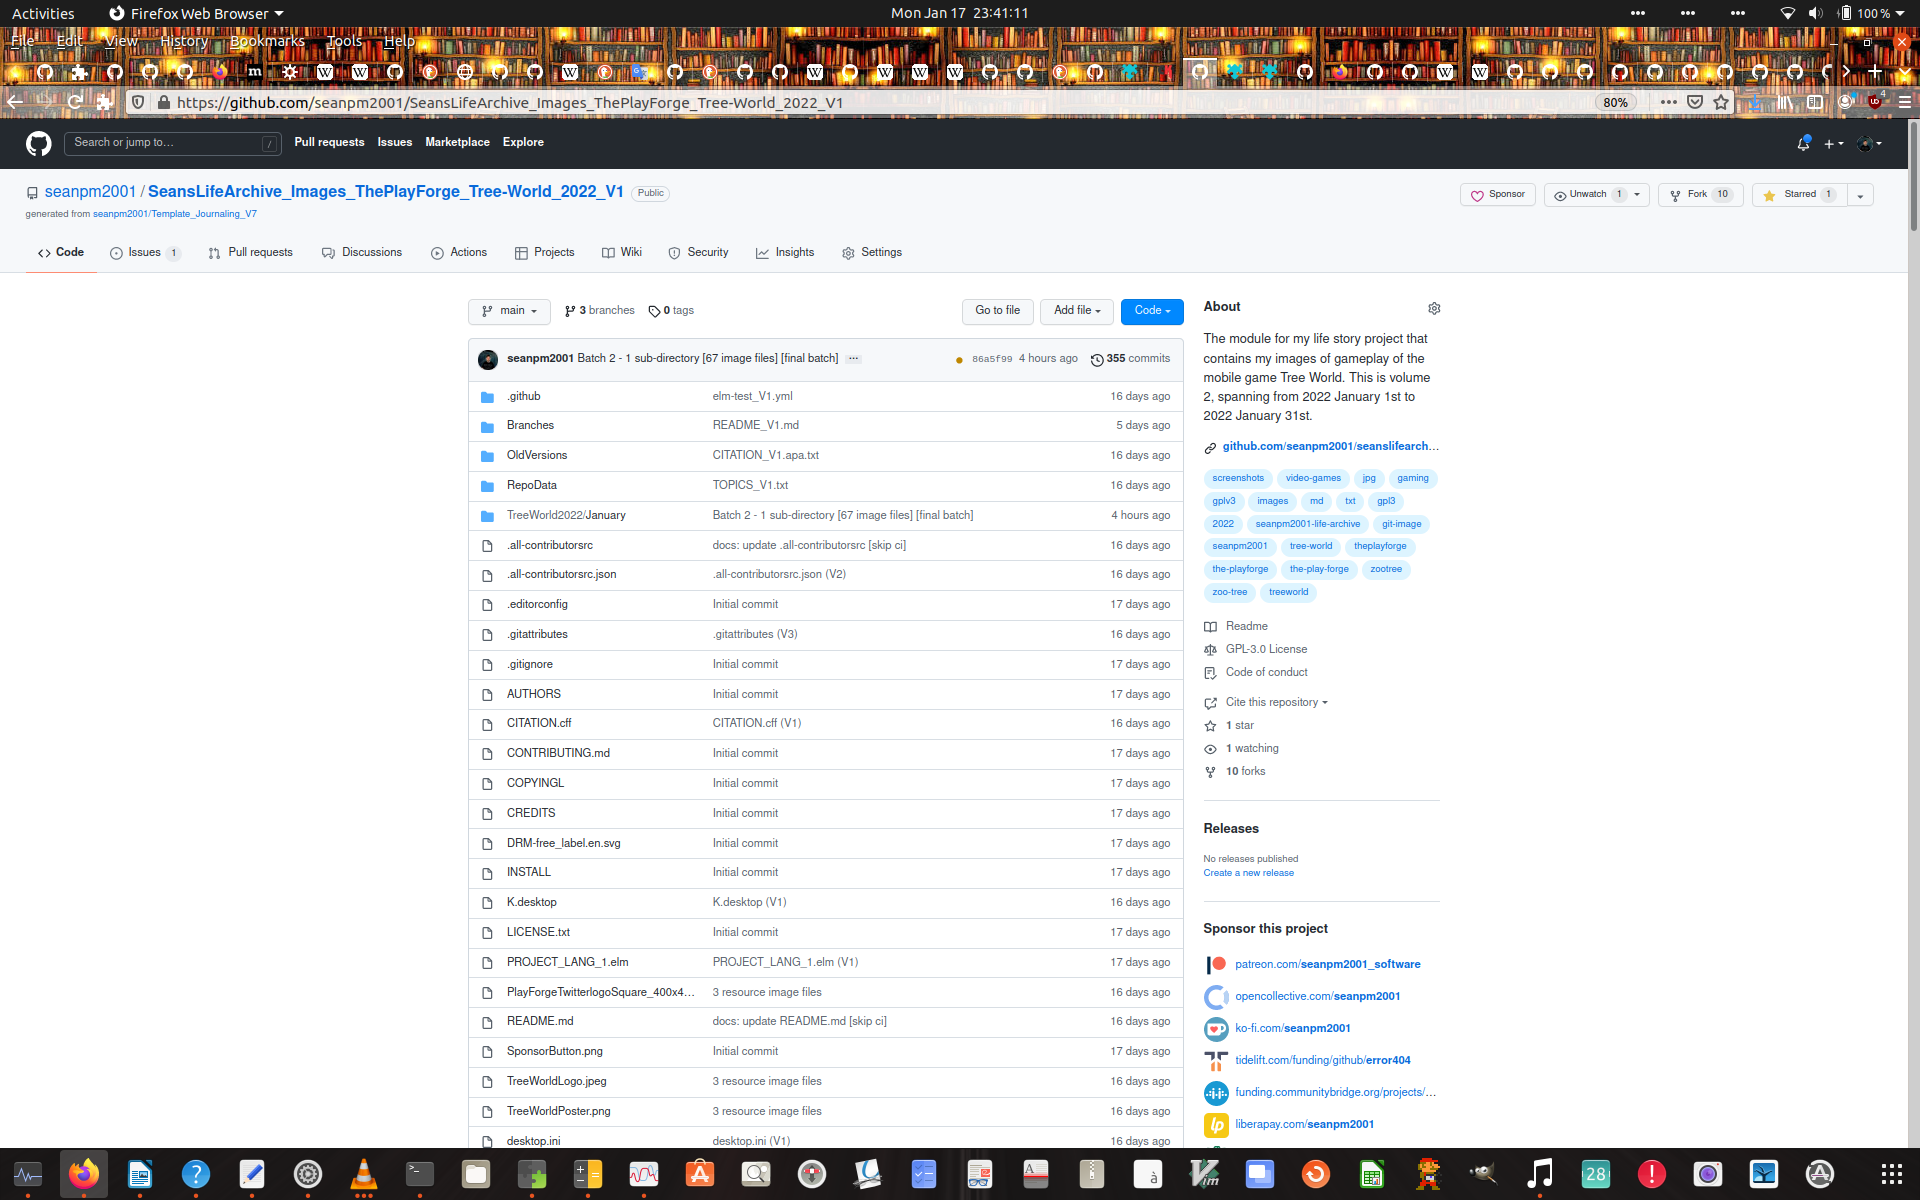 Activities
Firefox Web Browser
Mon Jan 17 23:41:11
100 %
File Edit View History Bookmarks Tools Help
https://github.com/seanpm2001/SeansLifeArchive_Images_ThePlayForge_Tree-World_2022_V1
80%
4
Search or jump to...
/
Pull requests
Issues
Marketplace
Explore
seanpm2001 / SeansLifeArchive_Images_ThePlayForge_Tree-World_2022_V1
Public
generated from seanpm2001/Template_Journaling_V7
Sponsor
Unwatch 1
Fork 10
Starred 1
Code
Issues 1
Pull requests
Discussions
Actions
Projects
Wiki
Security
Insights
Settings
main
3 branches
0 tags
Go to file
Add file
Code
seanpm2001 Batch 2 - 1 sub-directory [67 image files] [final batch] ...
86a5f99 4 hours ago
355 commits
.github elm-test_V1.yml 16 days ago
Branches README_V1.md 5 days ago
OldVersions CITATION_V1.apa.txt 16 days ago
RepoData TOPICS_V1.txt 16 days ago
TreeWorld2022/January Batch 2 - 1 sub-directory [67 image files] [final batch] 4 hours ago
.all-contributorsrc docs: update .all-contributorsrc [skip ci] 16 days ago
.all-contributorsrc.json .all-contributorsrc.json (V2) 16 days ago
.editorconfig Initial commit 17 days ago
.gitattributes .gitattributes (V3) 16 days ago
.gitignore Initial commit 17 days ago
AUTHORS Initial commit 17 days ago
CITATION.cff CITATION.cff (V1) 16 days ago
CONTRIBUTING.md Initial commit 17 days ago
COPYINGL Initial commit 17 days ago
CREDITS Initial commit 17 days ago
DRM-free_label.en.svg Initial commit 17 days ago
INSTALL Initial commit 17 days ago
K.desktop K.desktop (V1) 16 days ago
LICENSE.txt Initial commit 17 days ago
PROJECT_LANG_1.elm PROJECT_LANG_1.elm (V1) 17 days ago
PlayForgeTwitterlogoSquare_400x4... 3 resource image files 16 days ago
README.md docs: update README.md [skip ci] 16 days ago
SponsorButton.png Initial commit 17 days ago
TreeWorldLogo.jpeg 3 resource image files 16 days ago
TreeWorldPoster.png 3 resource image files 16 days ago
desktop.ini desktop.ini (V1) 16 days ago
About
The module for my life story project that
contains my images of gameplay of the
mobile game Tree World. This is volume
2, spanning from 2022 January 1st to
2022 January 31st.
github.com/seanpm2001/seanslifearch...
screenshots video-games jpg gaming
gplv3 images md txt gpl3
2022 seanpm2001-life-archive git-image
seanpm2001 tree-world theplayforge
the-playforge the-play-forge zootree
zoo-tree treeworld
Readme
GPL-3.0 License
Code of conduct
Cite this repository
1 star
1 watching
10 forks
Releases
No releases published
Create a new release
Sponsor this project
patreon.com/seanpm2001_software
opencollective.com/seanpm2001
ko-fi.com/seanpm2001
tidelift.com/funding/github/error404
funding.communitybridge.org/projects/...
liberapay.com/seanpm2001
28